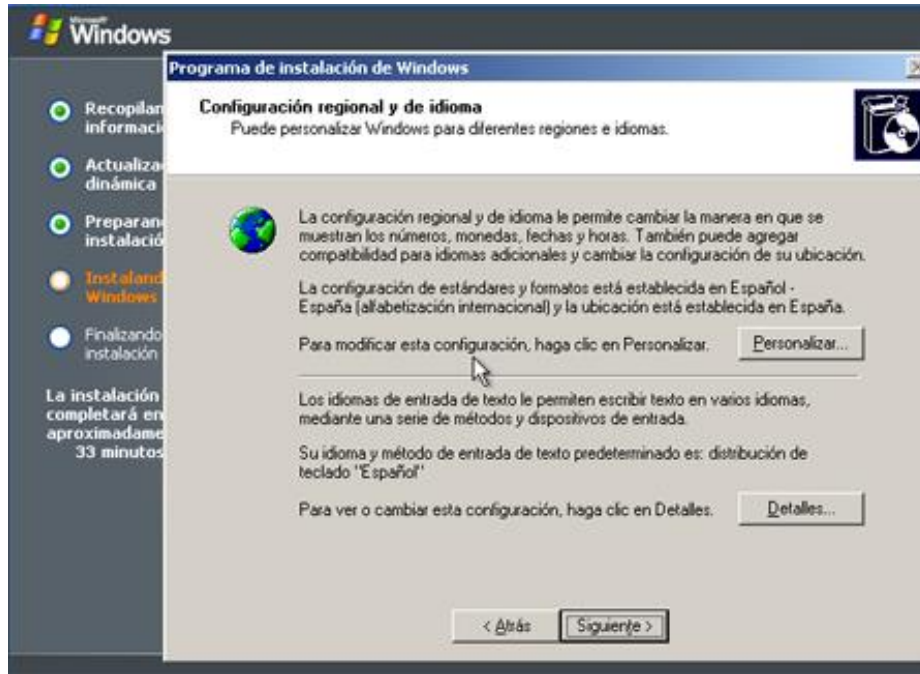 Microsoft
Windows
Programa de instalación de Windows
Recopilan
informaci
Actualiza
dinámica
Preparan
instalació
Instaland
Windows
Finalizando
instalación
La instalación
completará en
aproximadame
33 minutos
Configuración regional y de idioma
Puede personalizar Windows para diferentes regiones e idiomas.
La configuración regional y de idioma le permite cambiar la manera en que se
muestran los números, monedas, fechas y horas. También puede agregar
compatibilidad para idiomas adicionales y cambiar la configuración de su ubicación.
La configuración de estándares y formatos está establecida en Español -
España (alfabetización internacional) y la ubicación está establecida en España.
Para modificar esta configuración, haga clic en Personalizar.
Personalizar...
Los idiomas de entrada de texto le permiten escribir texto en varios idiomas,
mediante una serie de métodos y dispositivos de entrada.
Su idioma y método de entrada de texto predeterminado es: distribución de
teclado "Español"
Para ver o cambiar esta configuración, haga clic en Detalles.
Detalles...
< Atrás
Siguiente >